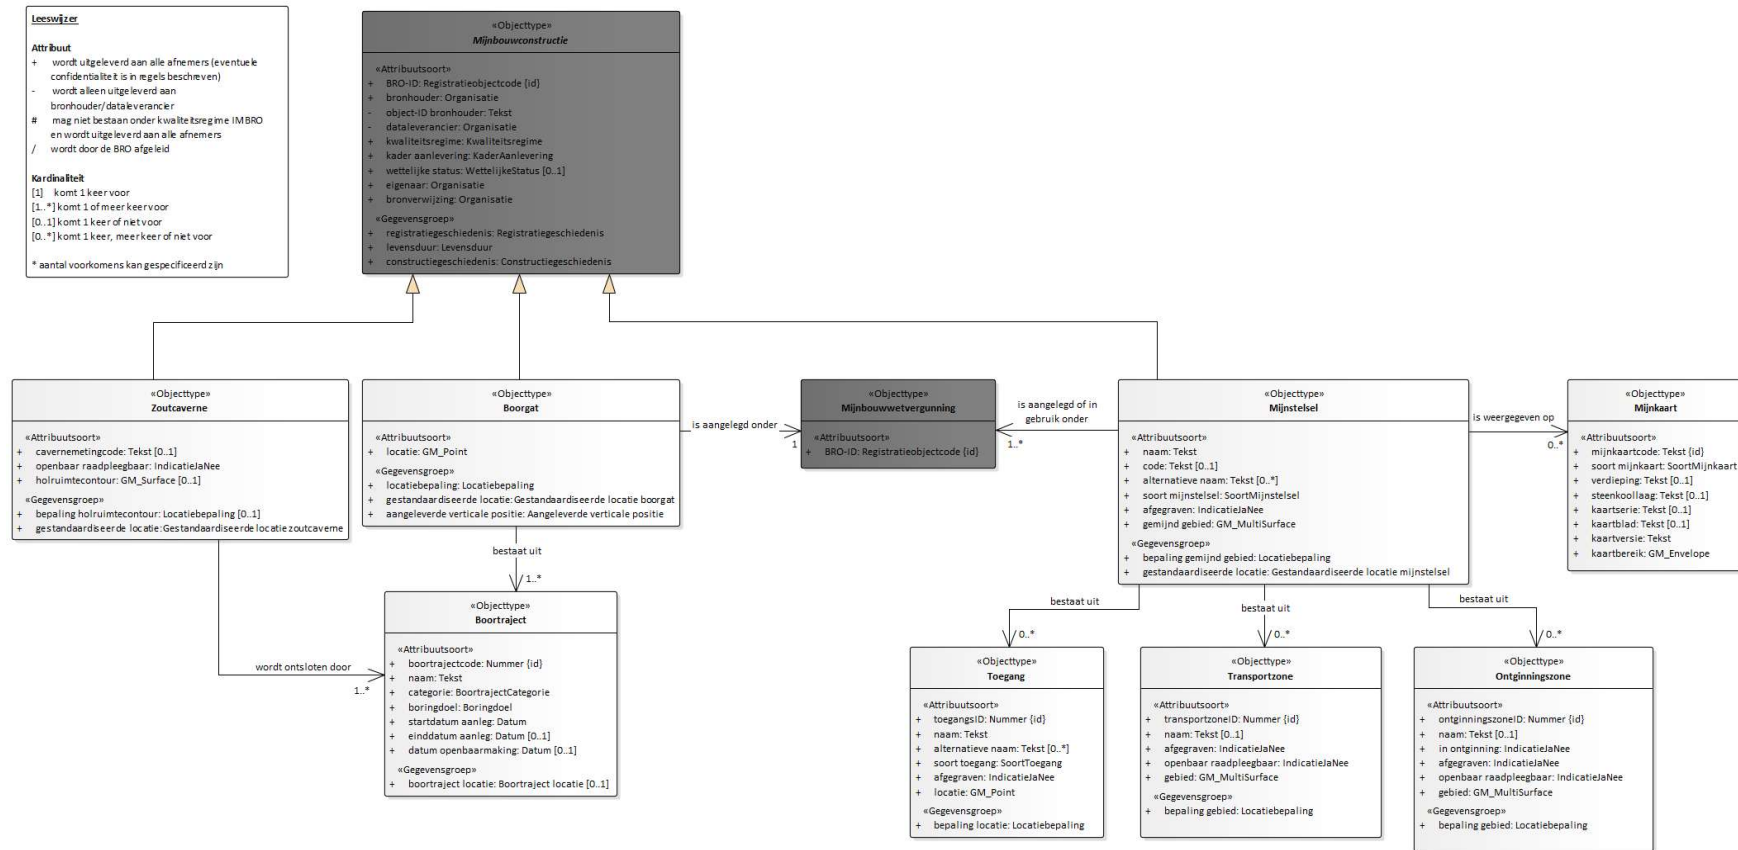 Leeswijzer
Attribuut
+ wordt uitgeleverd aan alle afnemers (eventuele
confidentialiteit is in regels beschreven)
- wordt alleen uitgeleverd aan
bronhouder/dataleverancier
# mag niet bestaan onder kwaliteitsregime IMBRO
en wordt uitgeleverd aan alle afnemers
/ wordt door de BRO afgeleid
Kardinaliteit
[1] komt 1 keer voor
[1..*] komt 1 of meer keer voor
[0..1] komt 1 keer of niet voor
[0..*] komt 1 keer, meer keer of niet voor
* aantal voorkomens kan gespecificeerd zijn
«Objecttype»
Mijnbouwconstructie
«Attribuutsoort»
+ BRO-ID: Registratieobjectcode {id}
+ bronhouder: Organisatie
- object-ID bronhouder: Tekst
- dataleverancier: Organisatie
+ kwaliteitsregime: Kwaliteitsregime
+ kader aanlevering: KaderAanlevering
+ wettelijke status: WettelijkeStatus [0..1]
+ eigenaar: Organisatie
+ bronverwijzing: Organisatie
«Gegevensgroep»
+ registratiegeschiedenis: Registratiegeschiedenis
+ levensduur: Levensduur
+ constructiegeschiedenis: Constructiegeschiedenis
«Objecttype»
Zoutcaverne
«Attribuutsoort»
+ cavernemetingcode: Tekst [0..1]
+ openbaar raadpleegbaar: IndicatieJaNee
+ holruimtecontour: GM_Surface [0..1]
«Gegevensgroep»
+ bepaling holruimtecontour: Locatiebepaling [0..1]
+ gestandaardiseerde locatie: Gestandaardiseerde locatie zoutcaverne
«Objecttype»
Boorgat
«Attribuutsoort»
+ locatie: GM_Point
«Gegevensgroep»
+ locatiebepaling: Locatiebepaling
+ gestandaardiseerde locatie: Gestandaardiseerde locatie boorgat
+ aangeleverde verticale positie: Aangeleverde verticale positie
is aangelegd onder
1
«Objecttype»
Mijnbouwwetvergunning
«Attribuutsoort»
+ BRO-ID: Registratieobjectcode {id}
is aangelegd of in
gebruik onder
1..*
«Objecttype»
Mijnstelsel
«Attribuutsoort»
+ naam: Tekst
+ code: Tekst [0..1]
+ alternatieve naam: Tekst [0..*]
+ soort mijnstelsel: SoortMijnstelsel
+ afgegraven: IndicatieJaNee
+ gemijnd gebied: GM_MultiSurface
«Gegevensgroep»
+ bepaling gemijnd gebied: Locatiebepaling
+ gestandaardiseerde locatie: Gestandaardiseerde locatie mijnstelsel
is weergegeven op
0..*
«Objecttype»
Mijnkaart
«Attribuutsoort»
+ mijnkaartcode: Tekst {id}
+ soort mijnkaart: SoortMijnkaart
+ verdieping: Tekst [0..1]
+ steenkoollaag: Tekst [0..1]
+ kaartserie: Tekst [0..1]
+ kaartblad: Tekst [0..1]
+ kaartversie: Tekst
+ kaartbereik: GM_Envelope
bestaat uit
1..*
wordt ontsloten door
1..*
«Objecttype»
Boortraject
«Attribuutsoort»
+ boortrajectcode: Nummer {id}
+ naam: Tekst
+ categorie: BoortrajectCategorie
+ boringdoel: Boringdoel
+ startdatum aanleg: Datum
+ einddatum aanleg: Datum [0..1]
+ datum openbaarmaking: Datum [0..1]
«Gegevensgroep»
+ boortraject locatie: Boortraject locatie [0..1]
bestaat uit
0..*
bestaat uit
0..*
bestaat uit
0..*
«Objecttype»
Toegang
«Attribuutsoort»
+ toegangsID: Nummer {id}
+ naam: Tekst
+ alternatieve naam: Tekst [0..*]
+ soort toegang: SoortToegang
+ afgegraven: IndicatieJaNee
+ locatie: GM_Point
«Gegevensgroep»
+ bepaling locatie: Locatiebepaling
«Objecttype»
Transportzone
«Attribuutsoort»
+ transportzoneID: Nummer {id}
+ naam: Tekst [0..1]
+ afgegraven: IndicatieJaNee
+ openbaar raadpleegbaar: IndicatieJaNee
+ gebied: GM_MultiSurface
«Gegevensgroep»
+ bepaling gebied: Locatiebepaling
«Objecttype»
Ontginningszone
«Attribuutsoort»
+ ontginningszoneID: Nummer {id}
+ naam: Tekst [0..1]
+ in ontginning: IndicatieJaNee
+ afgegraven: IndicatieJaNee
+ openbaar raadpleegbaar: IndicatieJaNee
+ gebied: GM_MultiSurface
«Gegevensgroep»
+ bepaling gebied: Locatiebepaling